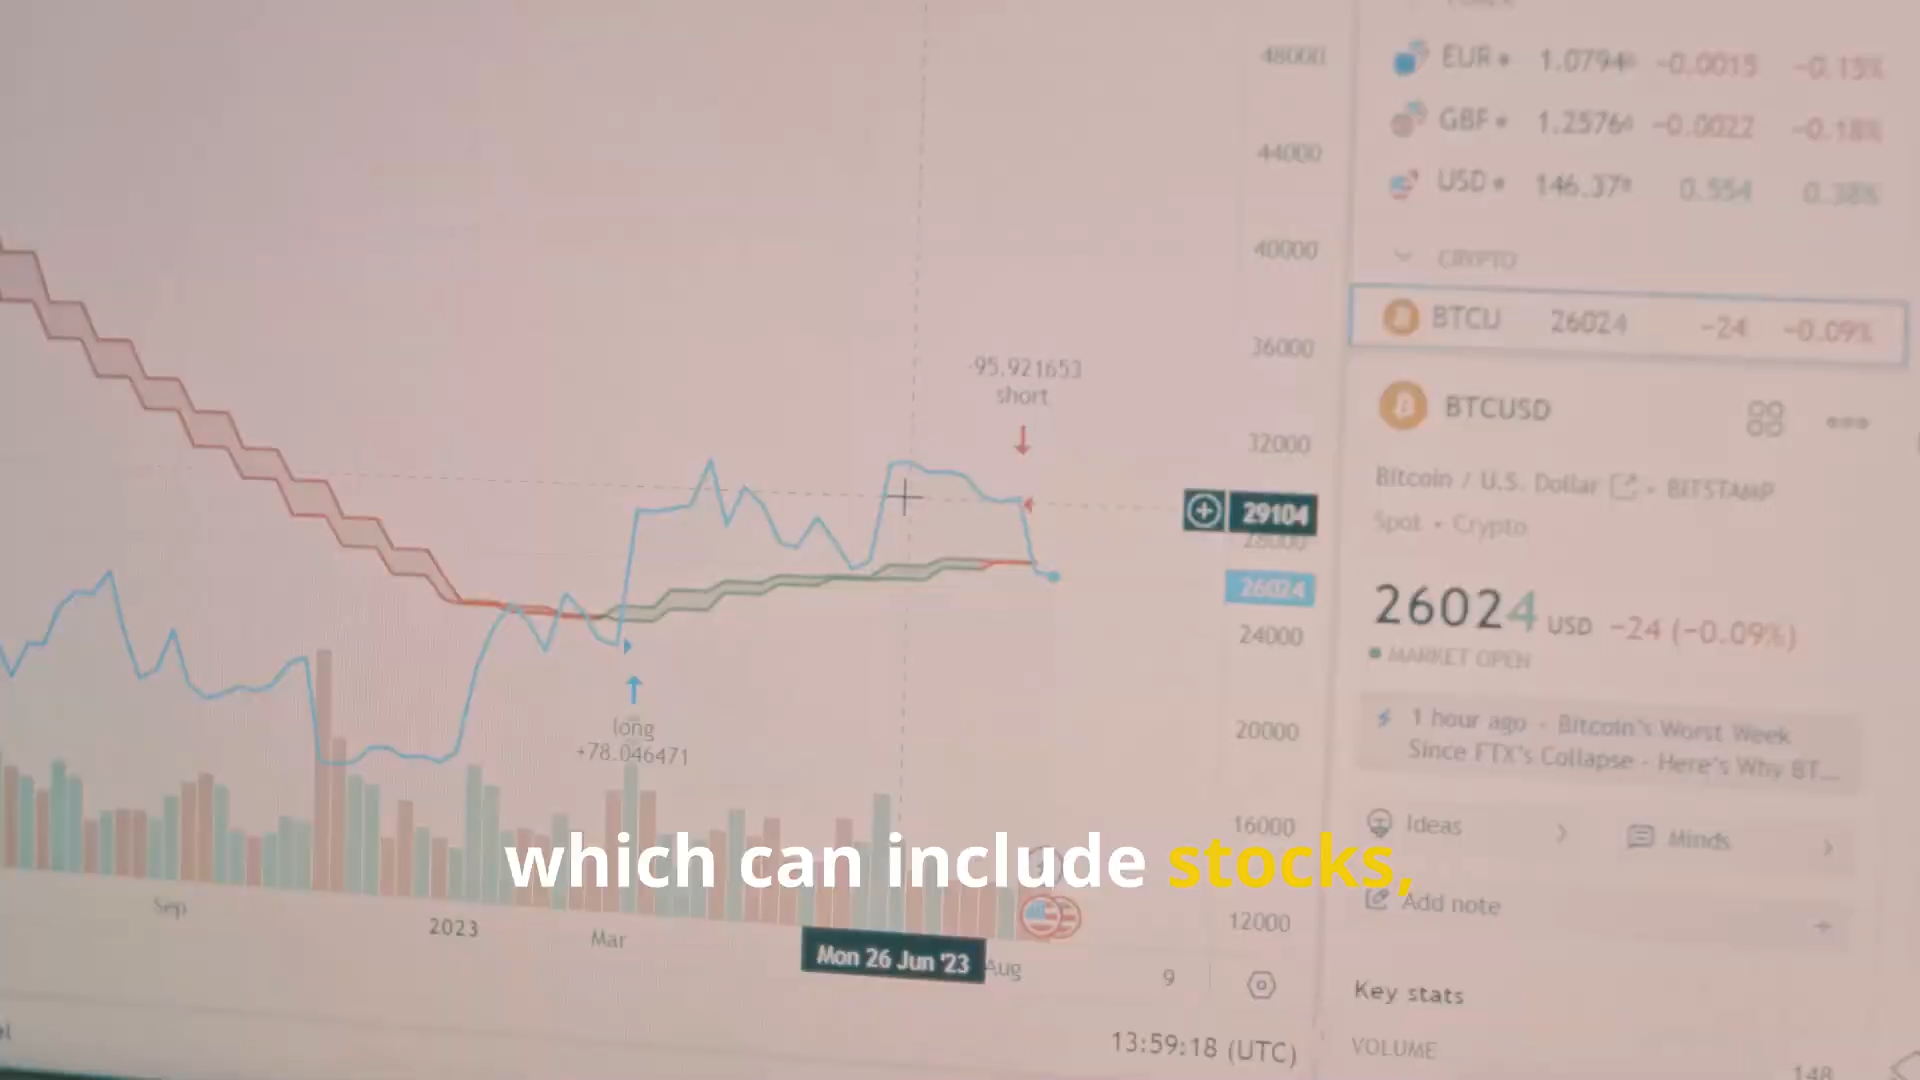 48000
44000
40000
36000
32000
28000
24000
20000
16000
12000
29104
26024
-95.921653
short
long
+78.046471
Sep
2023
Mar
Mon 26 Jun '23
Aug
9
13:59:18 (UTC)
EUR 1.0794 -0.0015 -0.15%
GBP 1.2576 -0.0022 -0.18%
USD 146.37 0.554 0.38%
CRYPTO
BTCU 26024 -24 -0.09%
BTCUSD
Bitcoin / U.S. Dollar • BITSTAMP
Spot • Crypto
26024 USD -24 (-0.09%)
MARKET OPEN
1 hour ago - Bitcoin's Worst Week
Since FTX's Collapse - Here's Why BT...
Ideas
Minds
Add note
Key stats
VOLUME
which can include stocks,